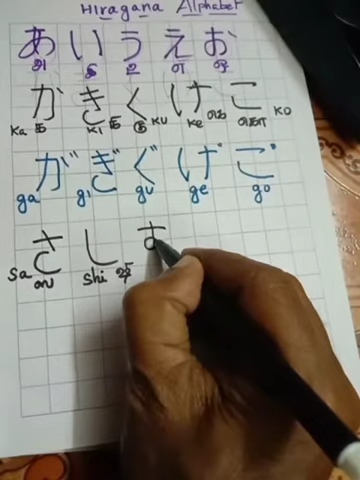 Hiragana Alphabet
あ い う え お
அ இ உ எ ஒ
か き く け こ
Ka க Ki கி கு Ku Ke கெ கொ Ko
が ぎ ぐ げ ご
ga gi gu ge go
さ し す
Sa ஸ Shi ஷி